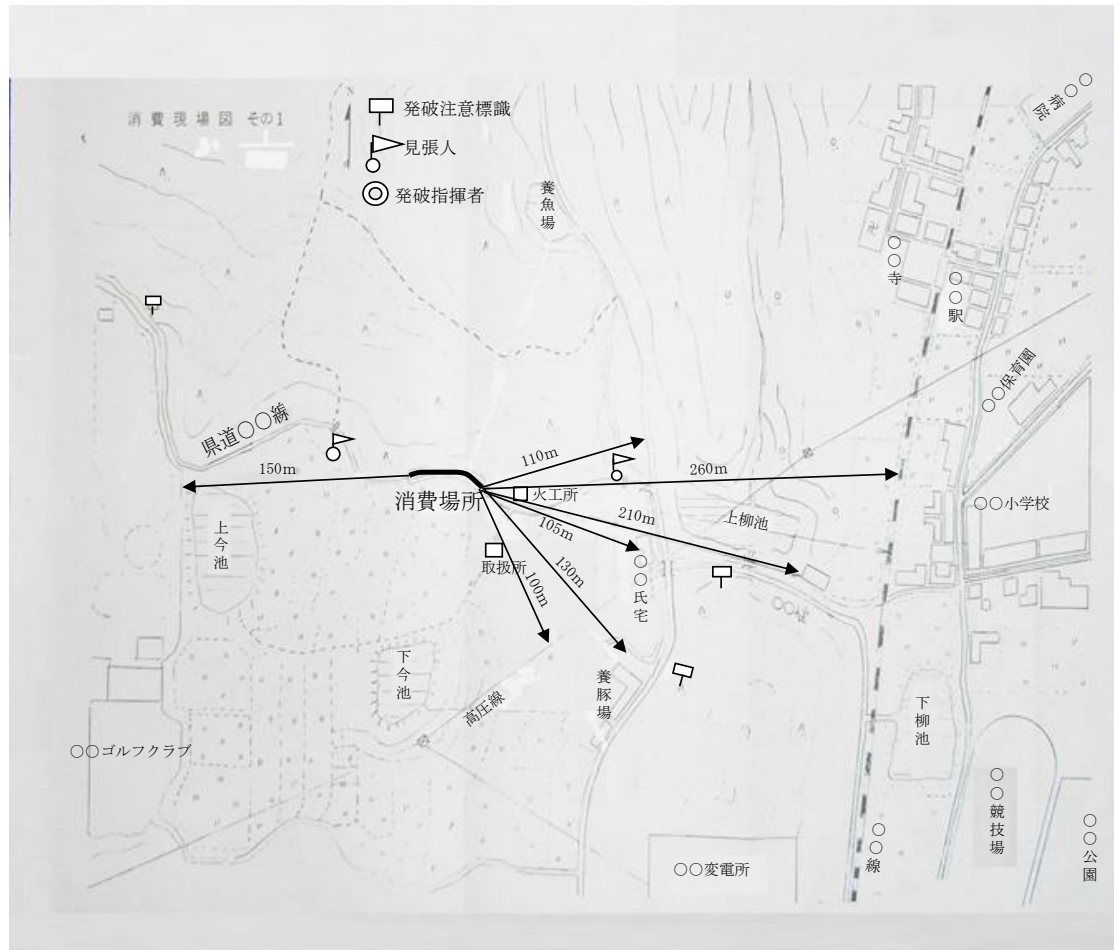 消費現場図 その1
発破注意標識
見張人
発破指揮者
養魚場
○○病院
○○寺
○○駅
○○保育園
県道○○線
150m
110m
260m
消費場所
火工所
105m
210m
上柳池
○○小学校
上今池
取扱所
100m
130m
○○氏宅
下今池
高圧線
養豚場
下柳池
○○ゴルフクラブ
○○競技場
○○変電所
○○線
○○公園